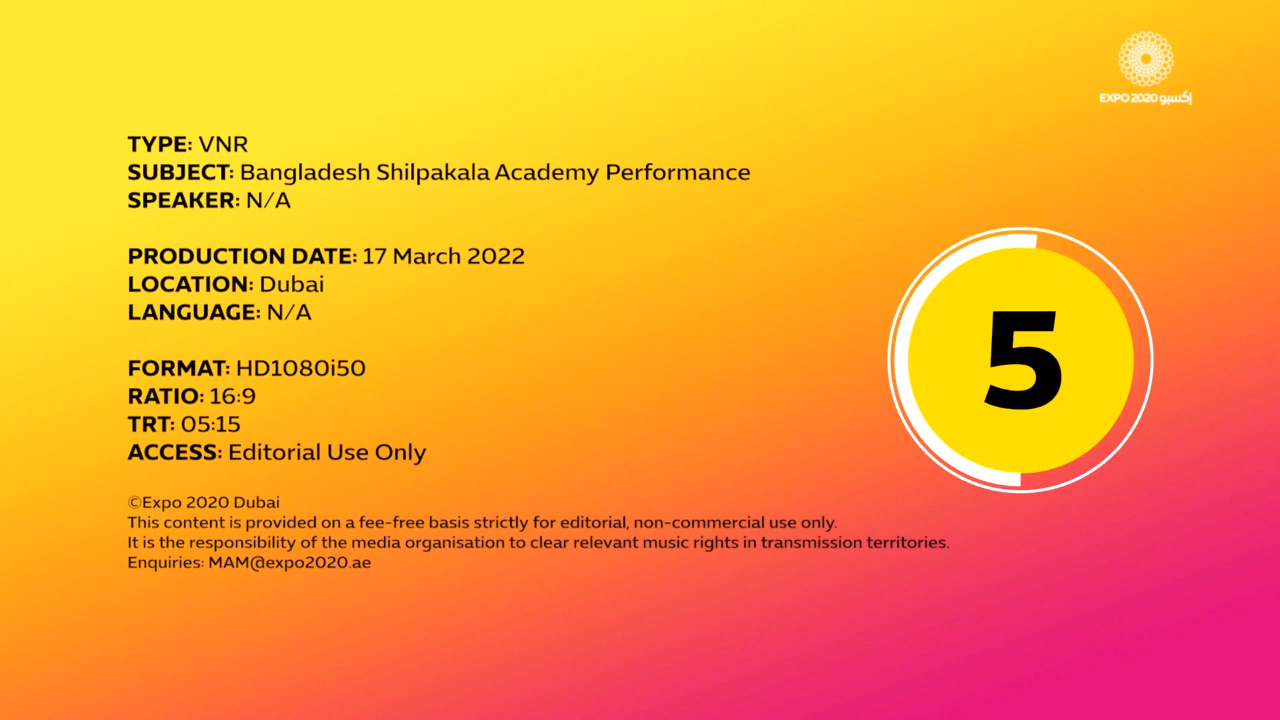 EXPO 2020 إكسبو
TYPE: VNR
SUBJECT: Bangladesh Shilpakala Academy Performance
SPEAKER: N/A
PRODUCTION DATE: 17 March 2022
LOCATION: Dubai
LANGUAGE: N/A
FORMAT: HD1080i50
RATIO: 16:9
TRT: 05:15
ACCESS: Editorial Use Only
5
©Expo 2020 Dubai
This content is provided on a fee-free basis strictly for editorial, non-commercial use only.
It is the responsibility of the media organisation to clear relevant music rights in transmission territories.
Enquiries: MAM@expo2020.ae